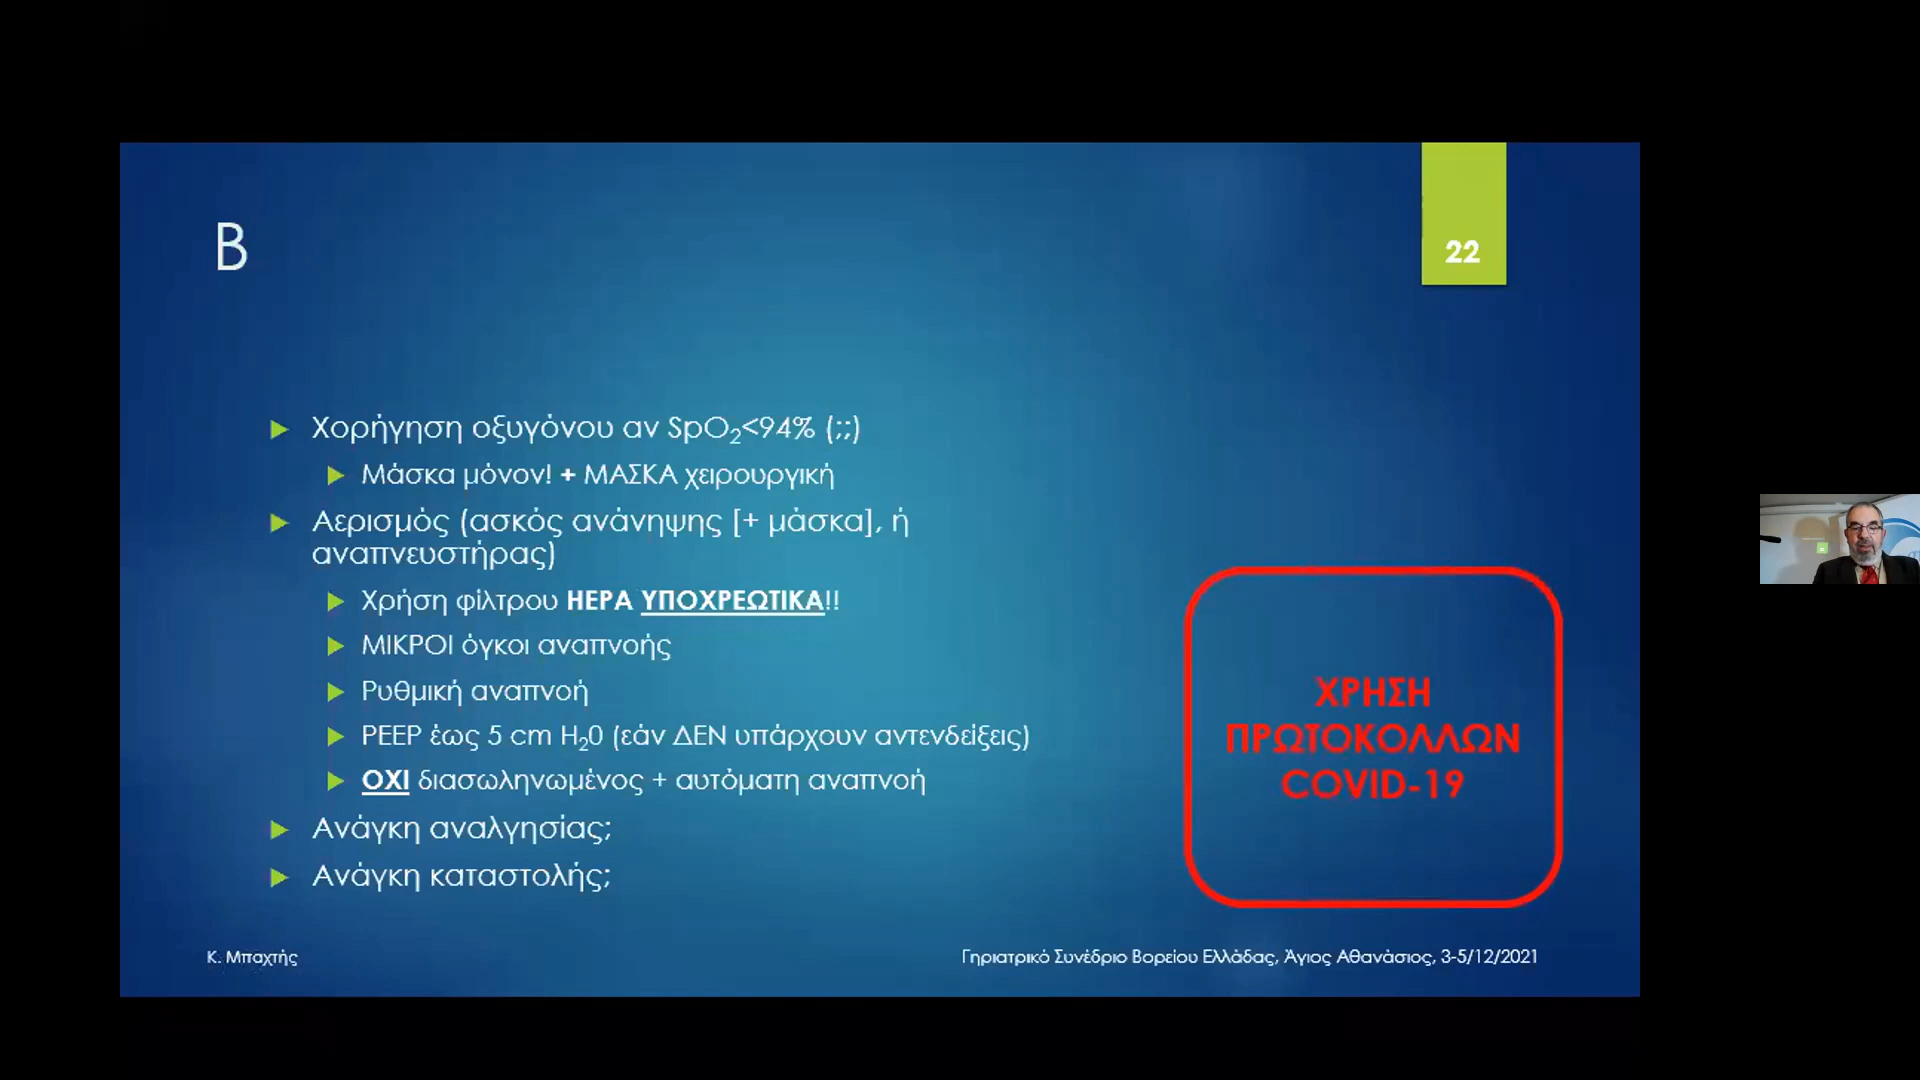 B
22
Χορήγηση οξυγόνου αν SpO₂<94% (;;)
Μάσκα μόνον! + ΜΑΣΚΑ χειρουργική
Αερισμός (ασκός ανάνηψης [+ μάσκα], ή
αναπνευστήρας)
Χρήση φίλτρου HEPA ΥΠΟΧΡΕΩΤΙΚΑ!!
ΜΙΚΡΟΙ όγκοι αναπνοής
Ρυθμική αναπνοή
PEEP έως 5 cm H₂0 (εάν ΔΕΝ υπάρχουν αντενδείξεις)
ΟΧΙ διασωληνωμένος + αυτόματη αναπνοή
Ανάγκη αναλγησίας;
Ανάγκη καταστολής;
ΧΡΗΣΗ
ΠΡΩΤΟΚΟΛΛΩΝ
COVID-19
Κ. Μπαχτής
Γηριατρικό Συνέδριο Βορείου Ελλάδας, Άγιος Αθανάσιος, 3-5/12/2021